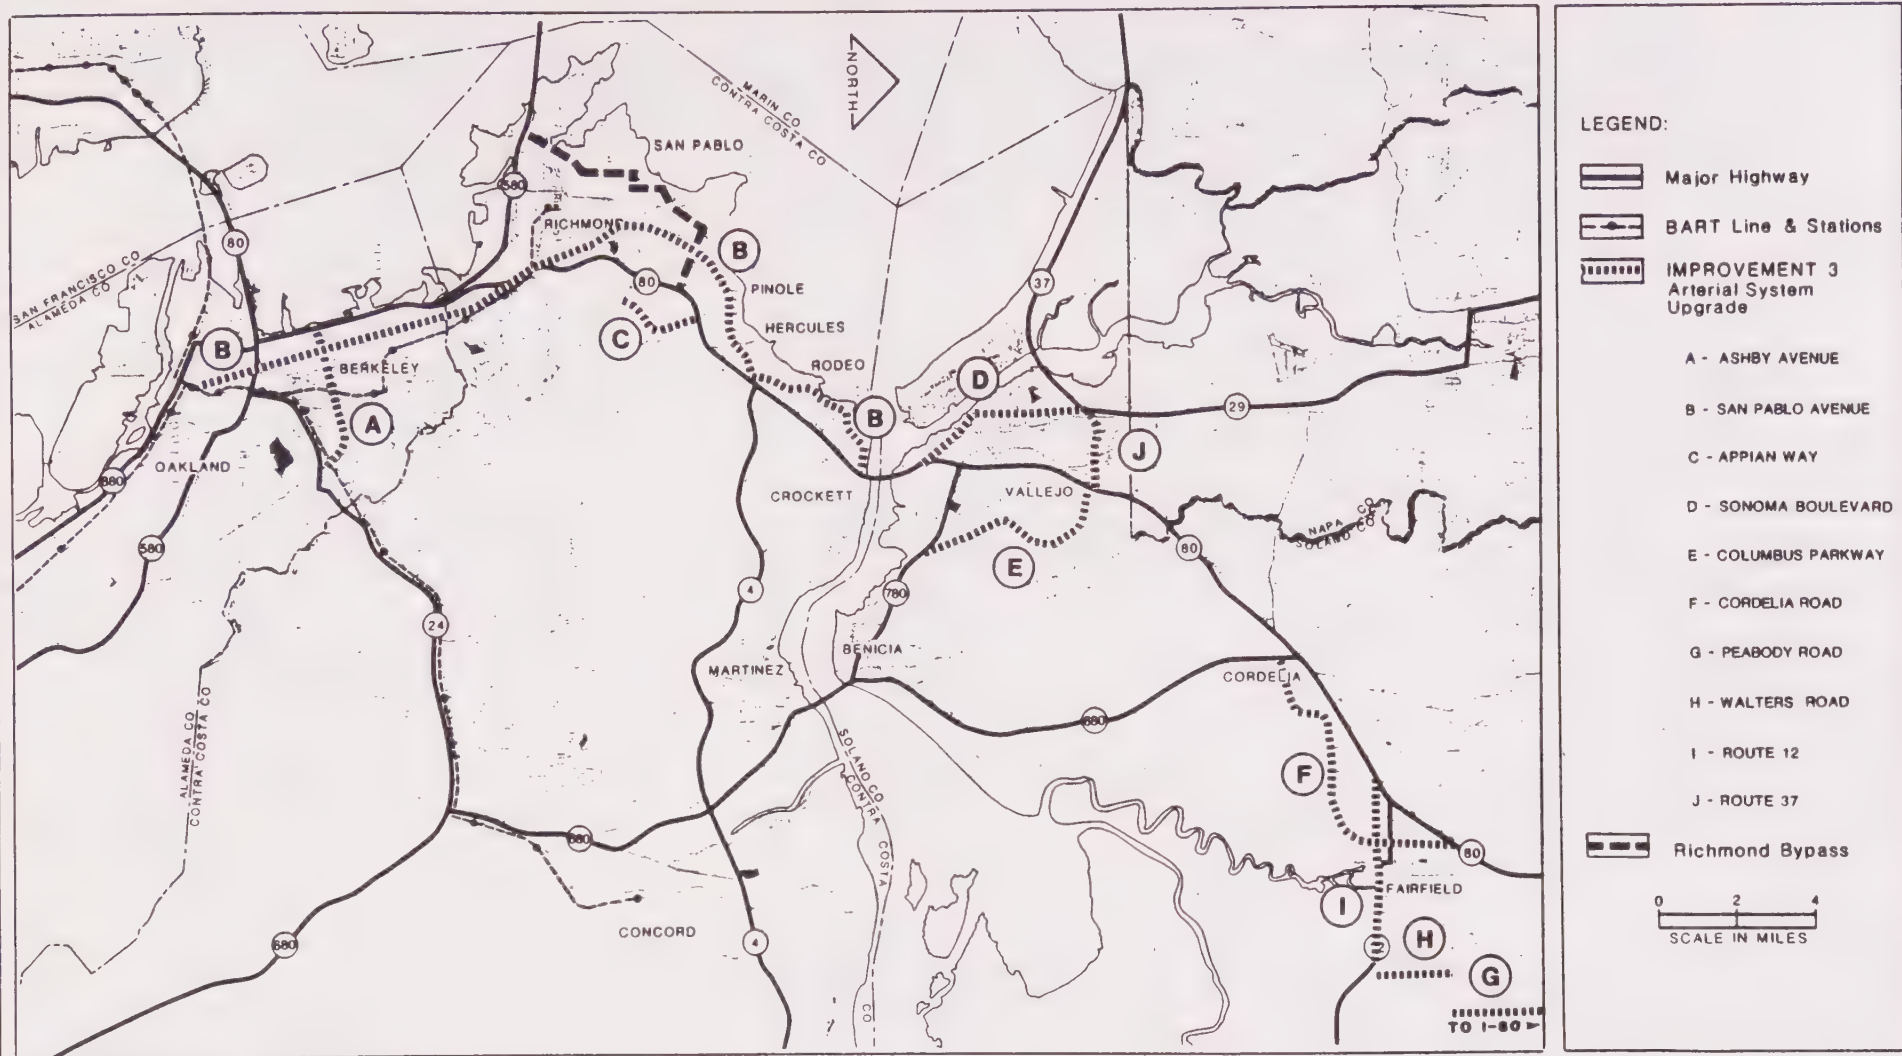 NORTH
MARIN CO
CONTRA COSTA CO
SAN PABLO
580
RICHMOND
B
80
SAN FRANCISCO CO
ALAMEDA CO
80
PINOLE
37
C
HERCULES
B
BERKELEY
RODEO
D
29
A
B
J
OAKLAND
880
CROCKETT
VALLEJO
NAPA CO
SOLANO CO
580
80
E
4
780
24
BENICIA
MARTINEZ
CORDELIA
ALAMEDA CO
CONTRA COSTA CO
680
SOLANO CO
CONTRA COSTA CO
F
680
80
FAIRFIELD
I
CONCORD
680
4
H
G
TO I-80
LEGEND:
Major Highway
BART Line & Stations
IMPROVEMENT 3
Arterial System
Upgrade
A - ASHBY AVENUE
B - SAN PABLO AVENUE
C - APPIAN WAY
D - SONOMA BOULEVARD
E - COLUMBUS PARKWAY
F - CORDELIA ROAD
G - PEABODY ROAD
H - WALTERS ROAD
I - ROUTE 12
J - ROUTE 37
Richmond Bypass
0 2 4
SCALE IN MILES